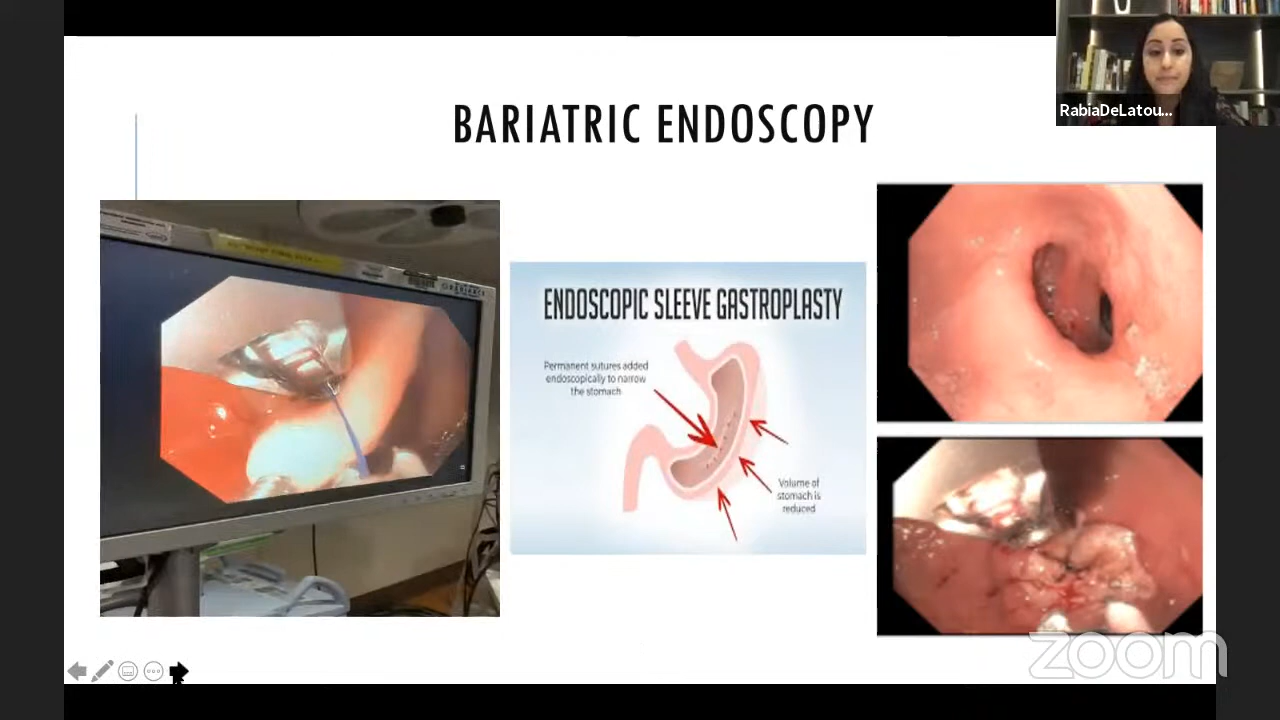 BARIATRIC ENDOSCOPY
RabiaDeLatou...
ENDOSCOPIC SLEEVE GASTROPLASTY
Permanent sutures added
endoscopically to narrow
the stomach
Volume of
stomach is
reduced
zoom